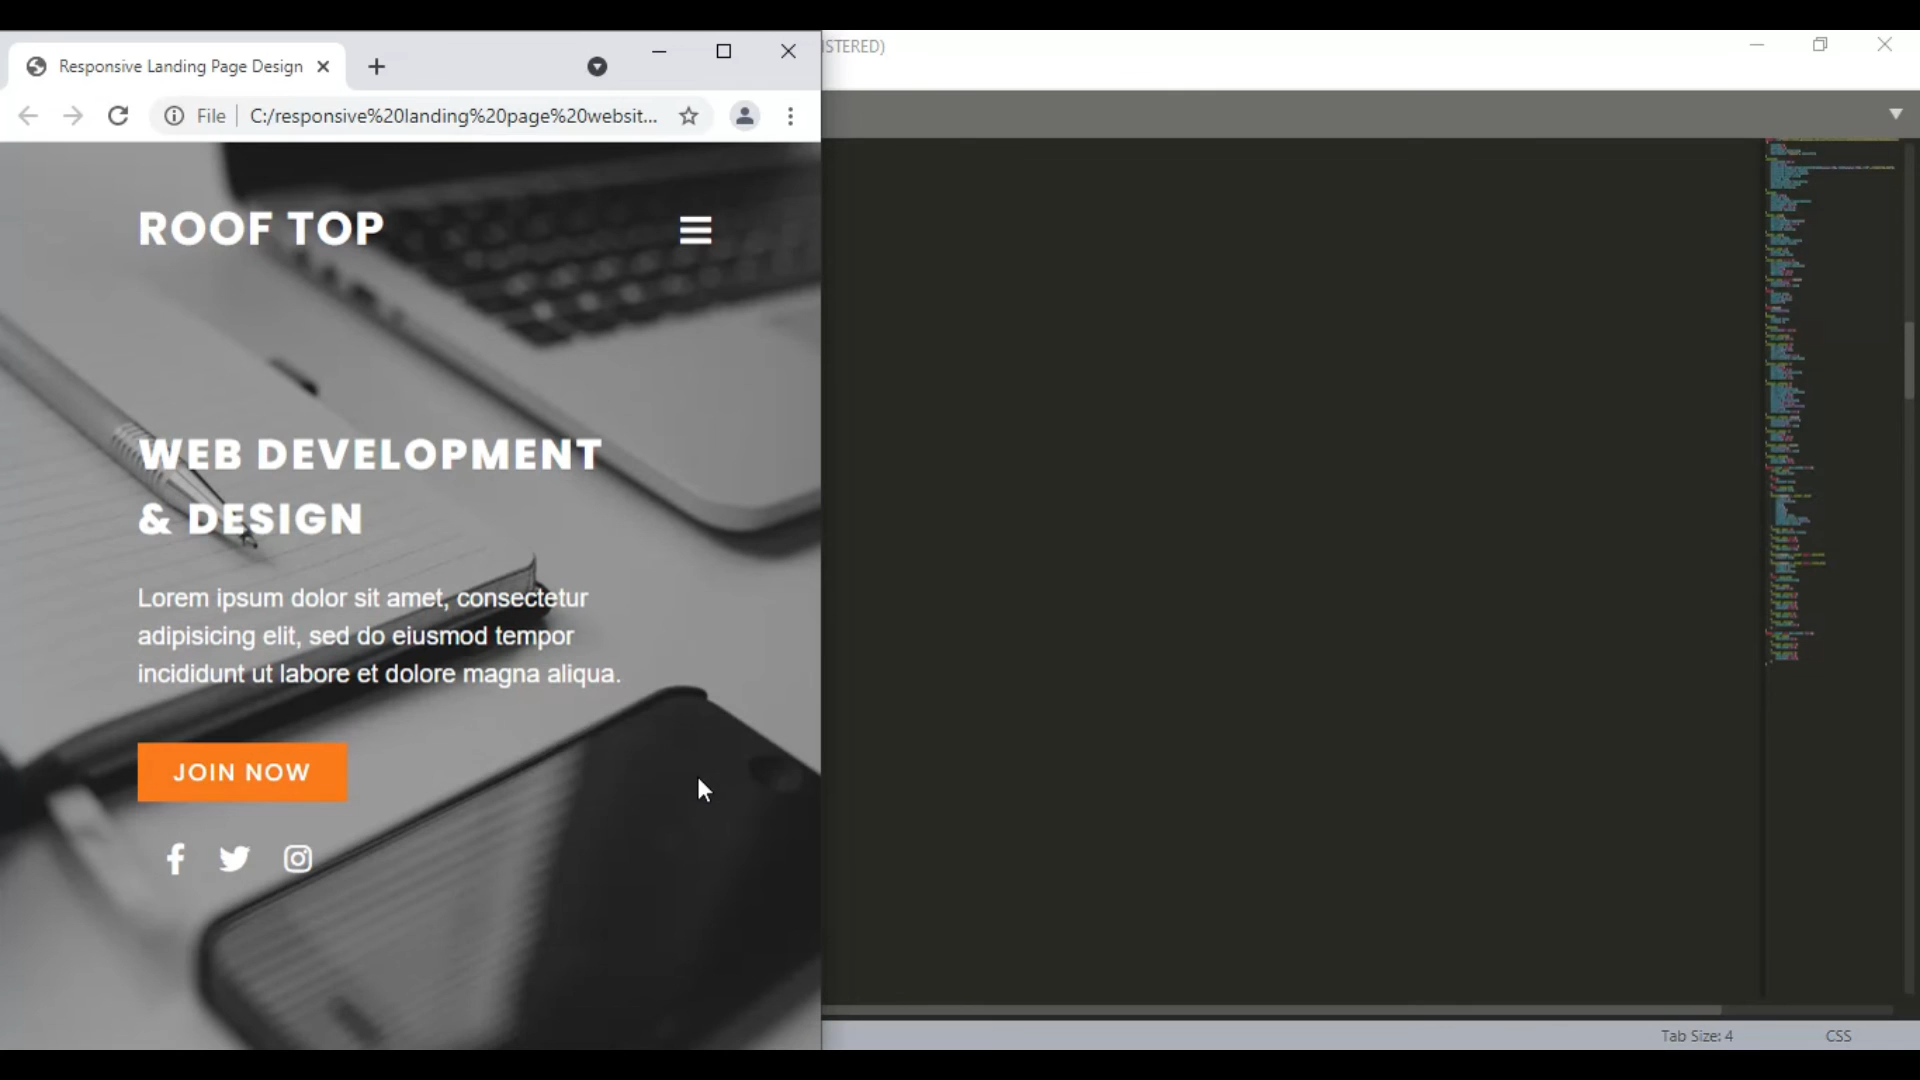 Responsive Landing Page Design
ISTERED)
File
C:/responsive%20landing%20page%20websit...
ROOF TOP
WEB DEVELOPMENT
& DESIGN
Lorem ipsum dolor sit amet, consectetur
adipisicing elit, sed do eiusmod tempor
incididunt ut labore et dolore magna aliqua.
JOIN NOW
Tab Size: 4
CSS